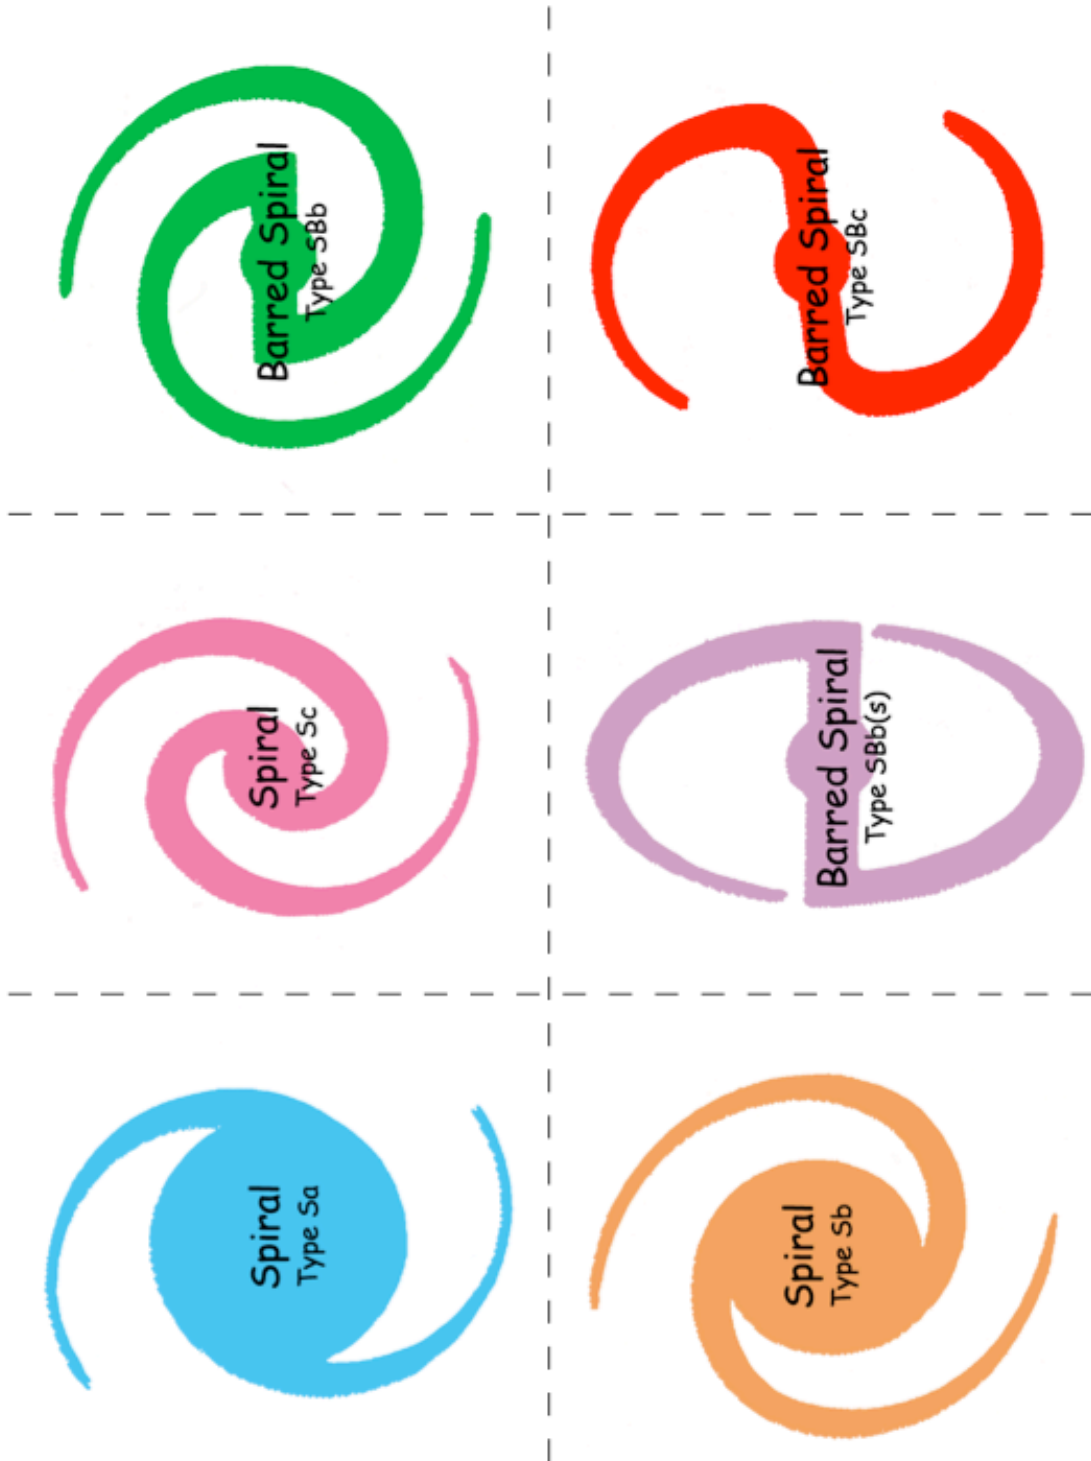 Barred Spiral
Type SBb
Barred Spiral
Type SBc
Spiral
Type Sc
Barred Spiral
Type SBb(s)
Spiral
Type Sa
Spiral
Type Sb